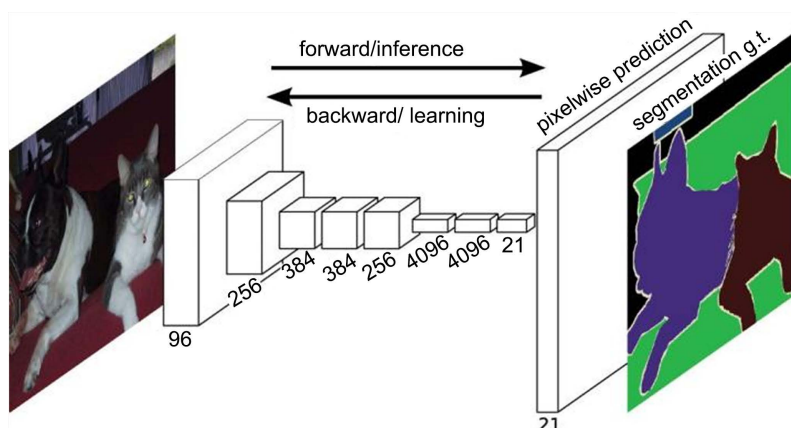 forward/inference
backward/ learning
pixelwise prediction
segmentation g.t.
96
256
384
384
256
4096
4096
21
21